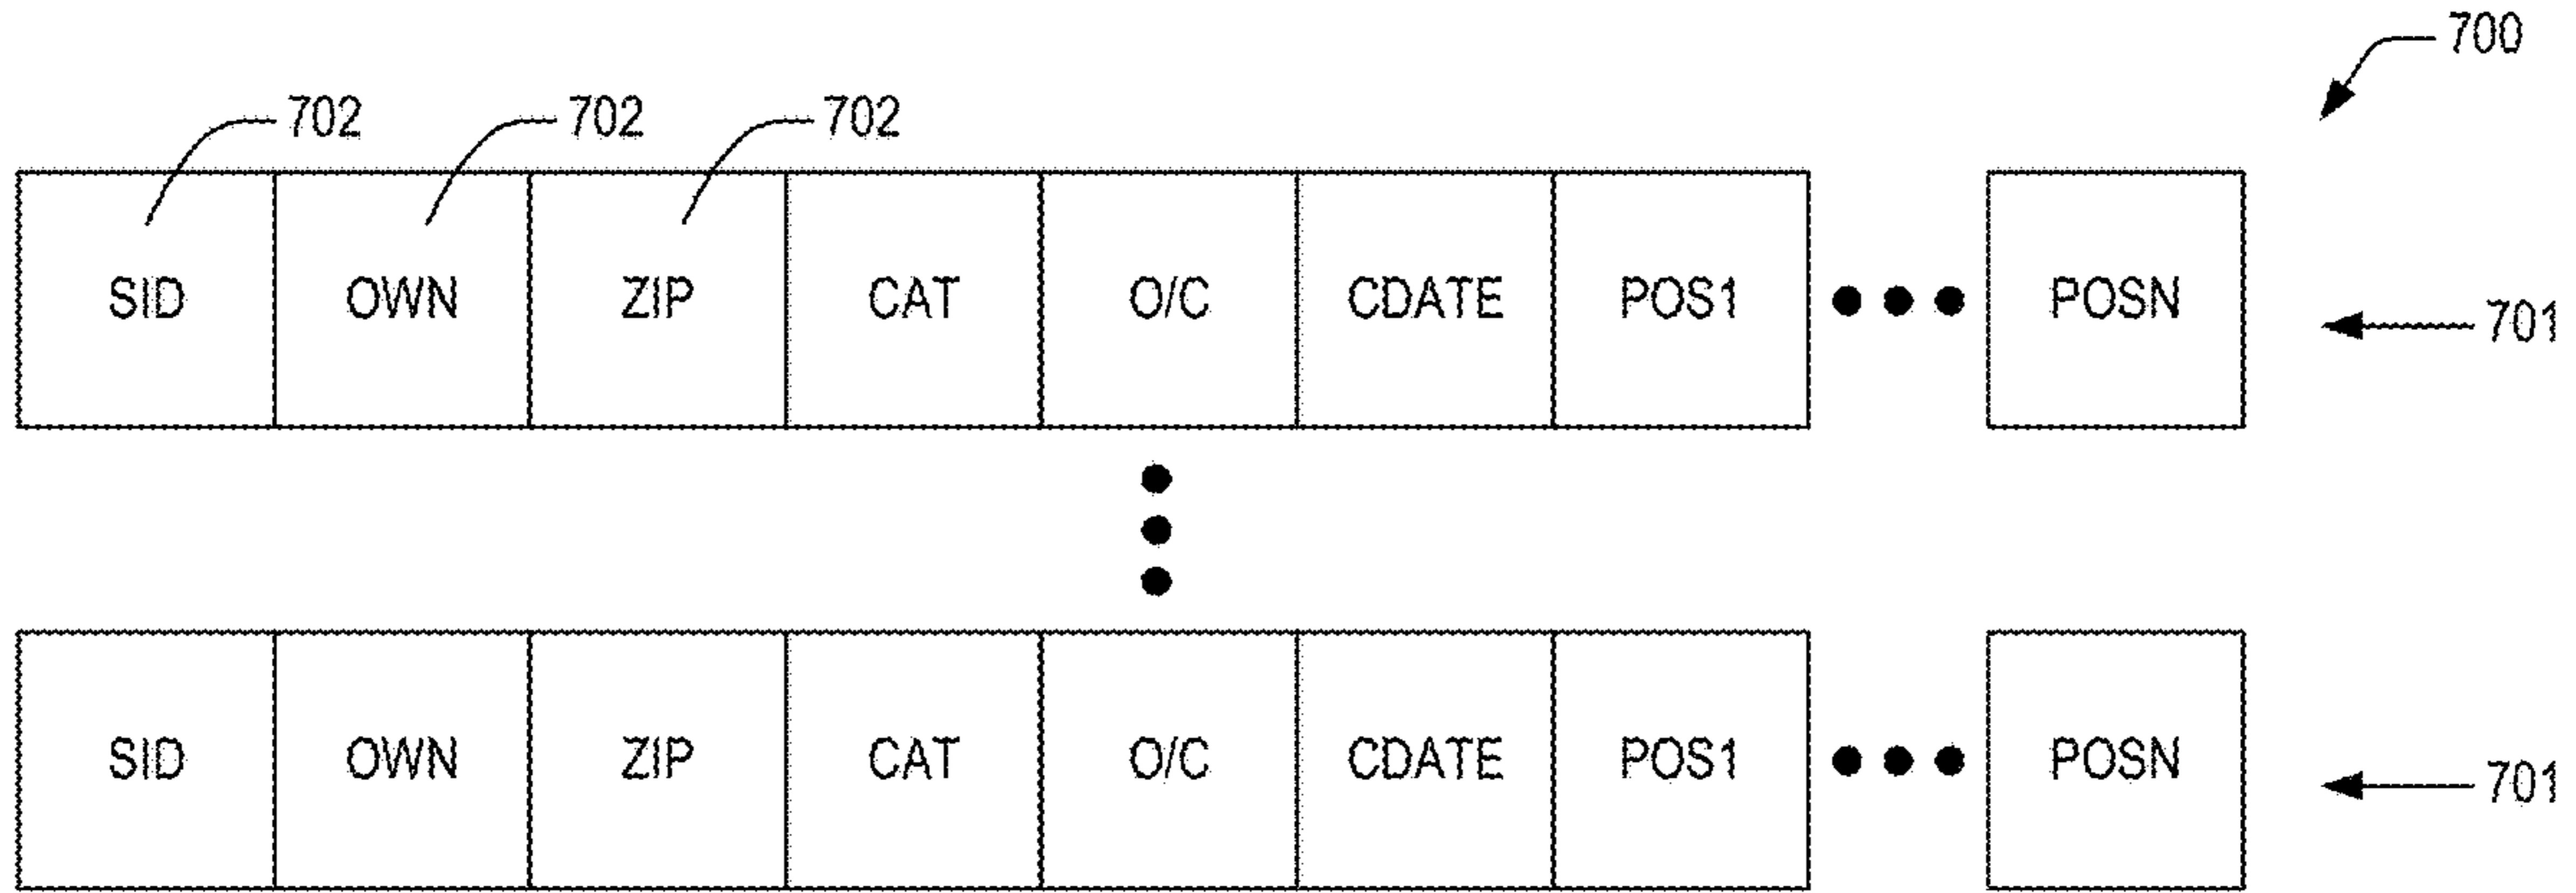 700
702 702 702
SID OWN ZIP CAT O/C CDATE POS1 POSN
701
SID OWN ZIP CAT O/C CDATE POS1 POSN
701